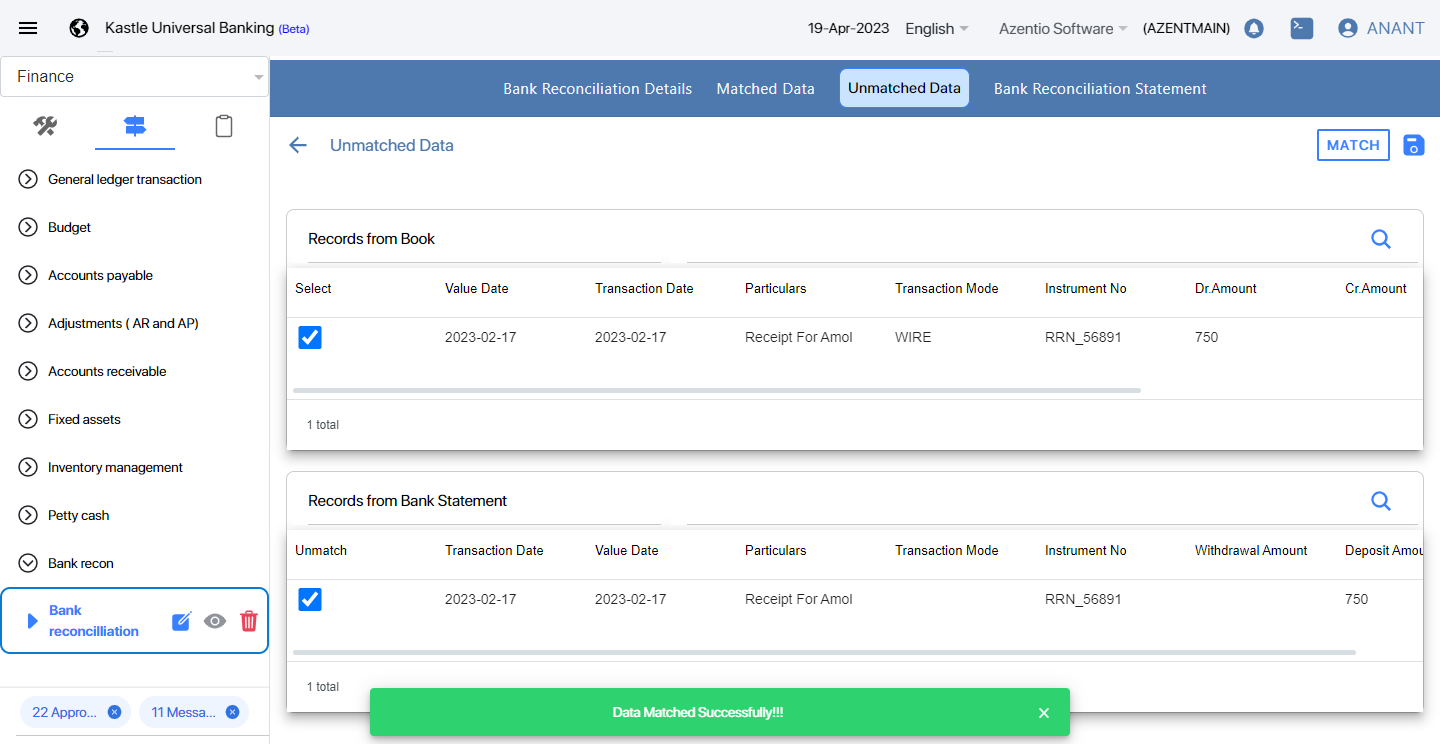 Kastle Universal Banking (Beta)
19-Apr-2023 English Azentio Software (AZENTMAIN) ANANT
Finance
General ledger transaction
Budget
Accounts payable
Adjustments ( AR and AP)
Accounts receivable
Fixed assets
Inventory management
Petty cash
Bank recon
Bank
reconcilliation
22 Appro... 11 Messa...
Bank Reconciliation Details Matched Data Unmatched Data Bank Reconciliation Statement
Unmatched Data MATCH
Records from Book
Select Value Date Transaction Date Particulars Transaction Mode Instrument No Dr.Amount Cr.Amount
2023-02-17 2023-02-17 Receipt For Amol WIRE RRN_56891 750
1 total
Records from Bank Statement
Unmatch Transaction Date Value Date Particulars Transaction Mode Instrument No Withdrawal Amount Deposit Amou
2023-02-17 2023-02-17 Receipt For Amol RRN_56891 750
1 total
Data Matched Successfully!!!